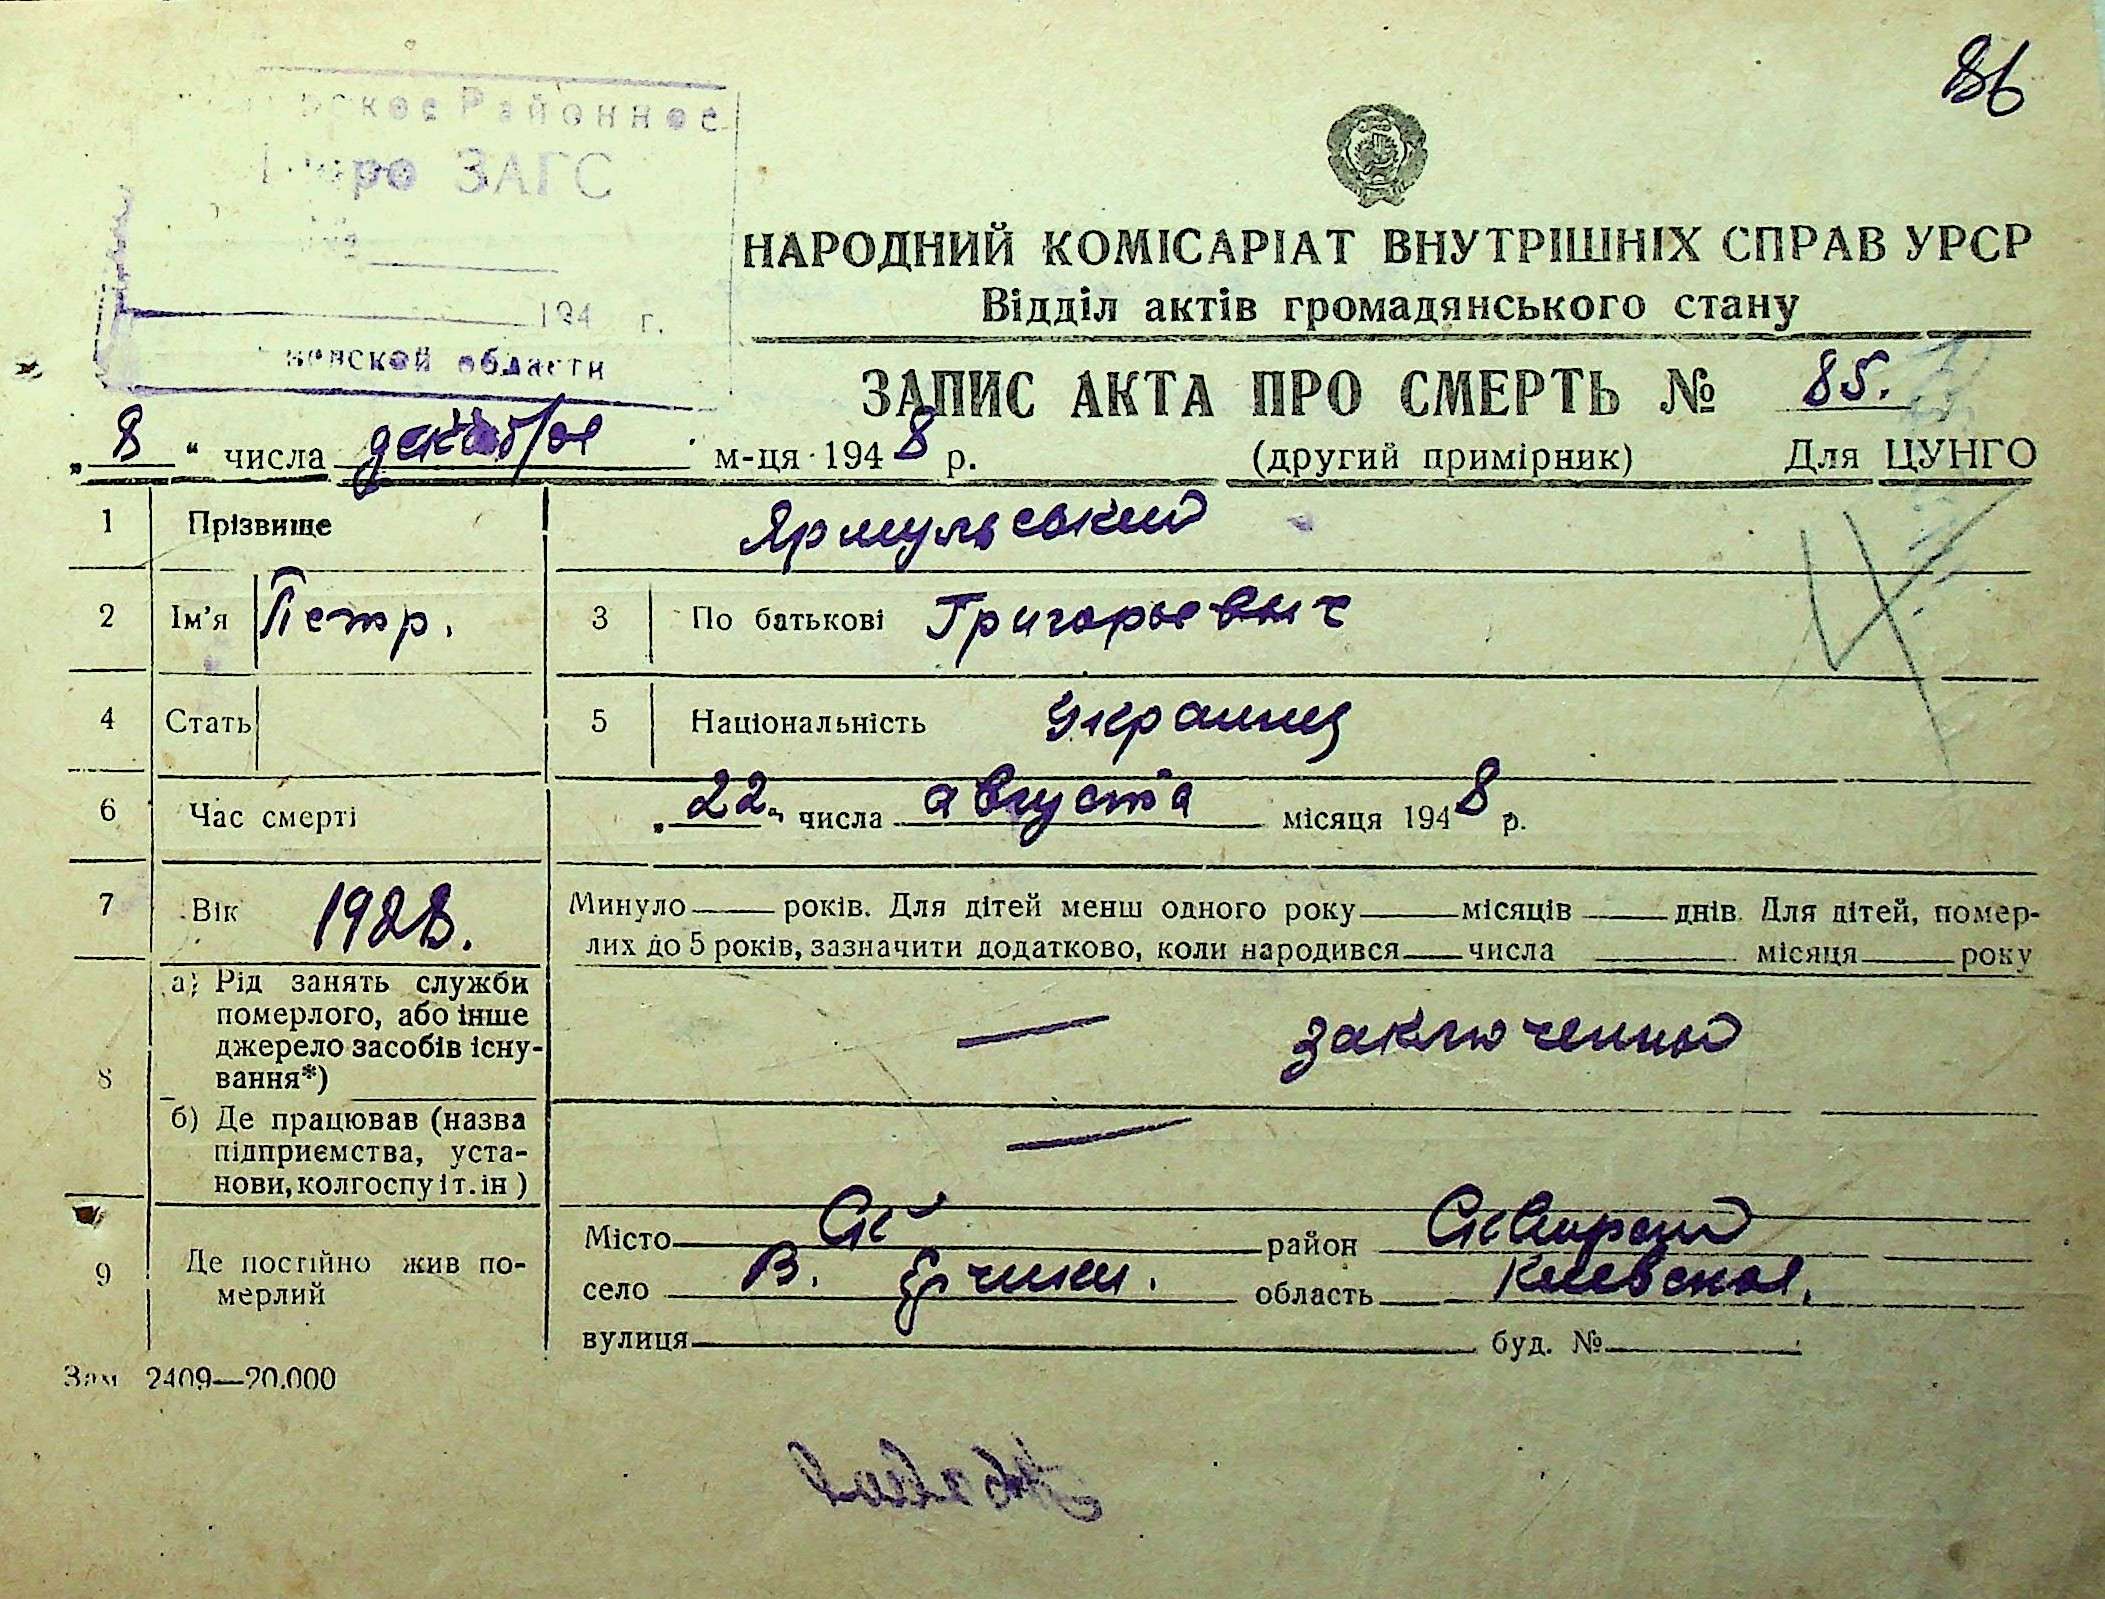 86
Районное
Бюро ЗАГС
194 г.
области
НАРОДНИЙ КОМІСАРІАТ ВНУТРІШНІХ СПРАВ УРСР
Відділ актів громадянського стану
ЗАПИС АКТА ПРО СМЕРТЬ № 85.
„8“ числа декабря м-ця 1948 р. (другий примірник) Для ЦУНГО
1 Прізвище Ярмульський
2 Ім'я Петр. 3 По батькові Григорьевич
4 Стать 5 Національність Украинец
6 Час смерті „22“ числа августа місяця 1948 р.
7 Вік 1928. Минуло років. Для дітей менш одного року місяців днів. Для дітей, помер-
лих до 5 років, зазначити додатково, коли народився числа місяця року
8 а) Рід занять служби
померлого, або інше
джерело засобів існу-
вання*) — заключенный
б) Де працював (назва
підприємства, уста-
нови, колгоспу і т. ін) —
9 Де постійно жив по-
мерлий
Місто район Сквирский
село В. Ерчики. область Киевская.
вулиця буд. №
Зам 2409—20.000